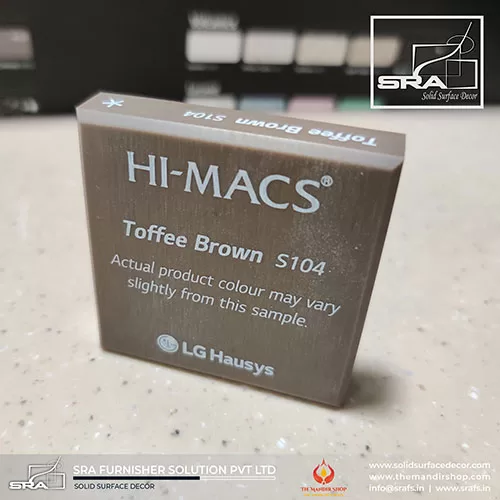 SRA
Solid Surface Decor
* Toffee Brown S104
HI-MACS®
Toffee Brown S104
Actual product colour may vary
slightly from this sample.
LG Hausys
SRA
SRA FURNISHER SOLUTION PVT LTD
SOLID SURFACE DECOR
THE MANDIR SHOP
www.solidsurfacedecor.com
www.themandirshop.com
info@srafs.in | www.srafs.in